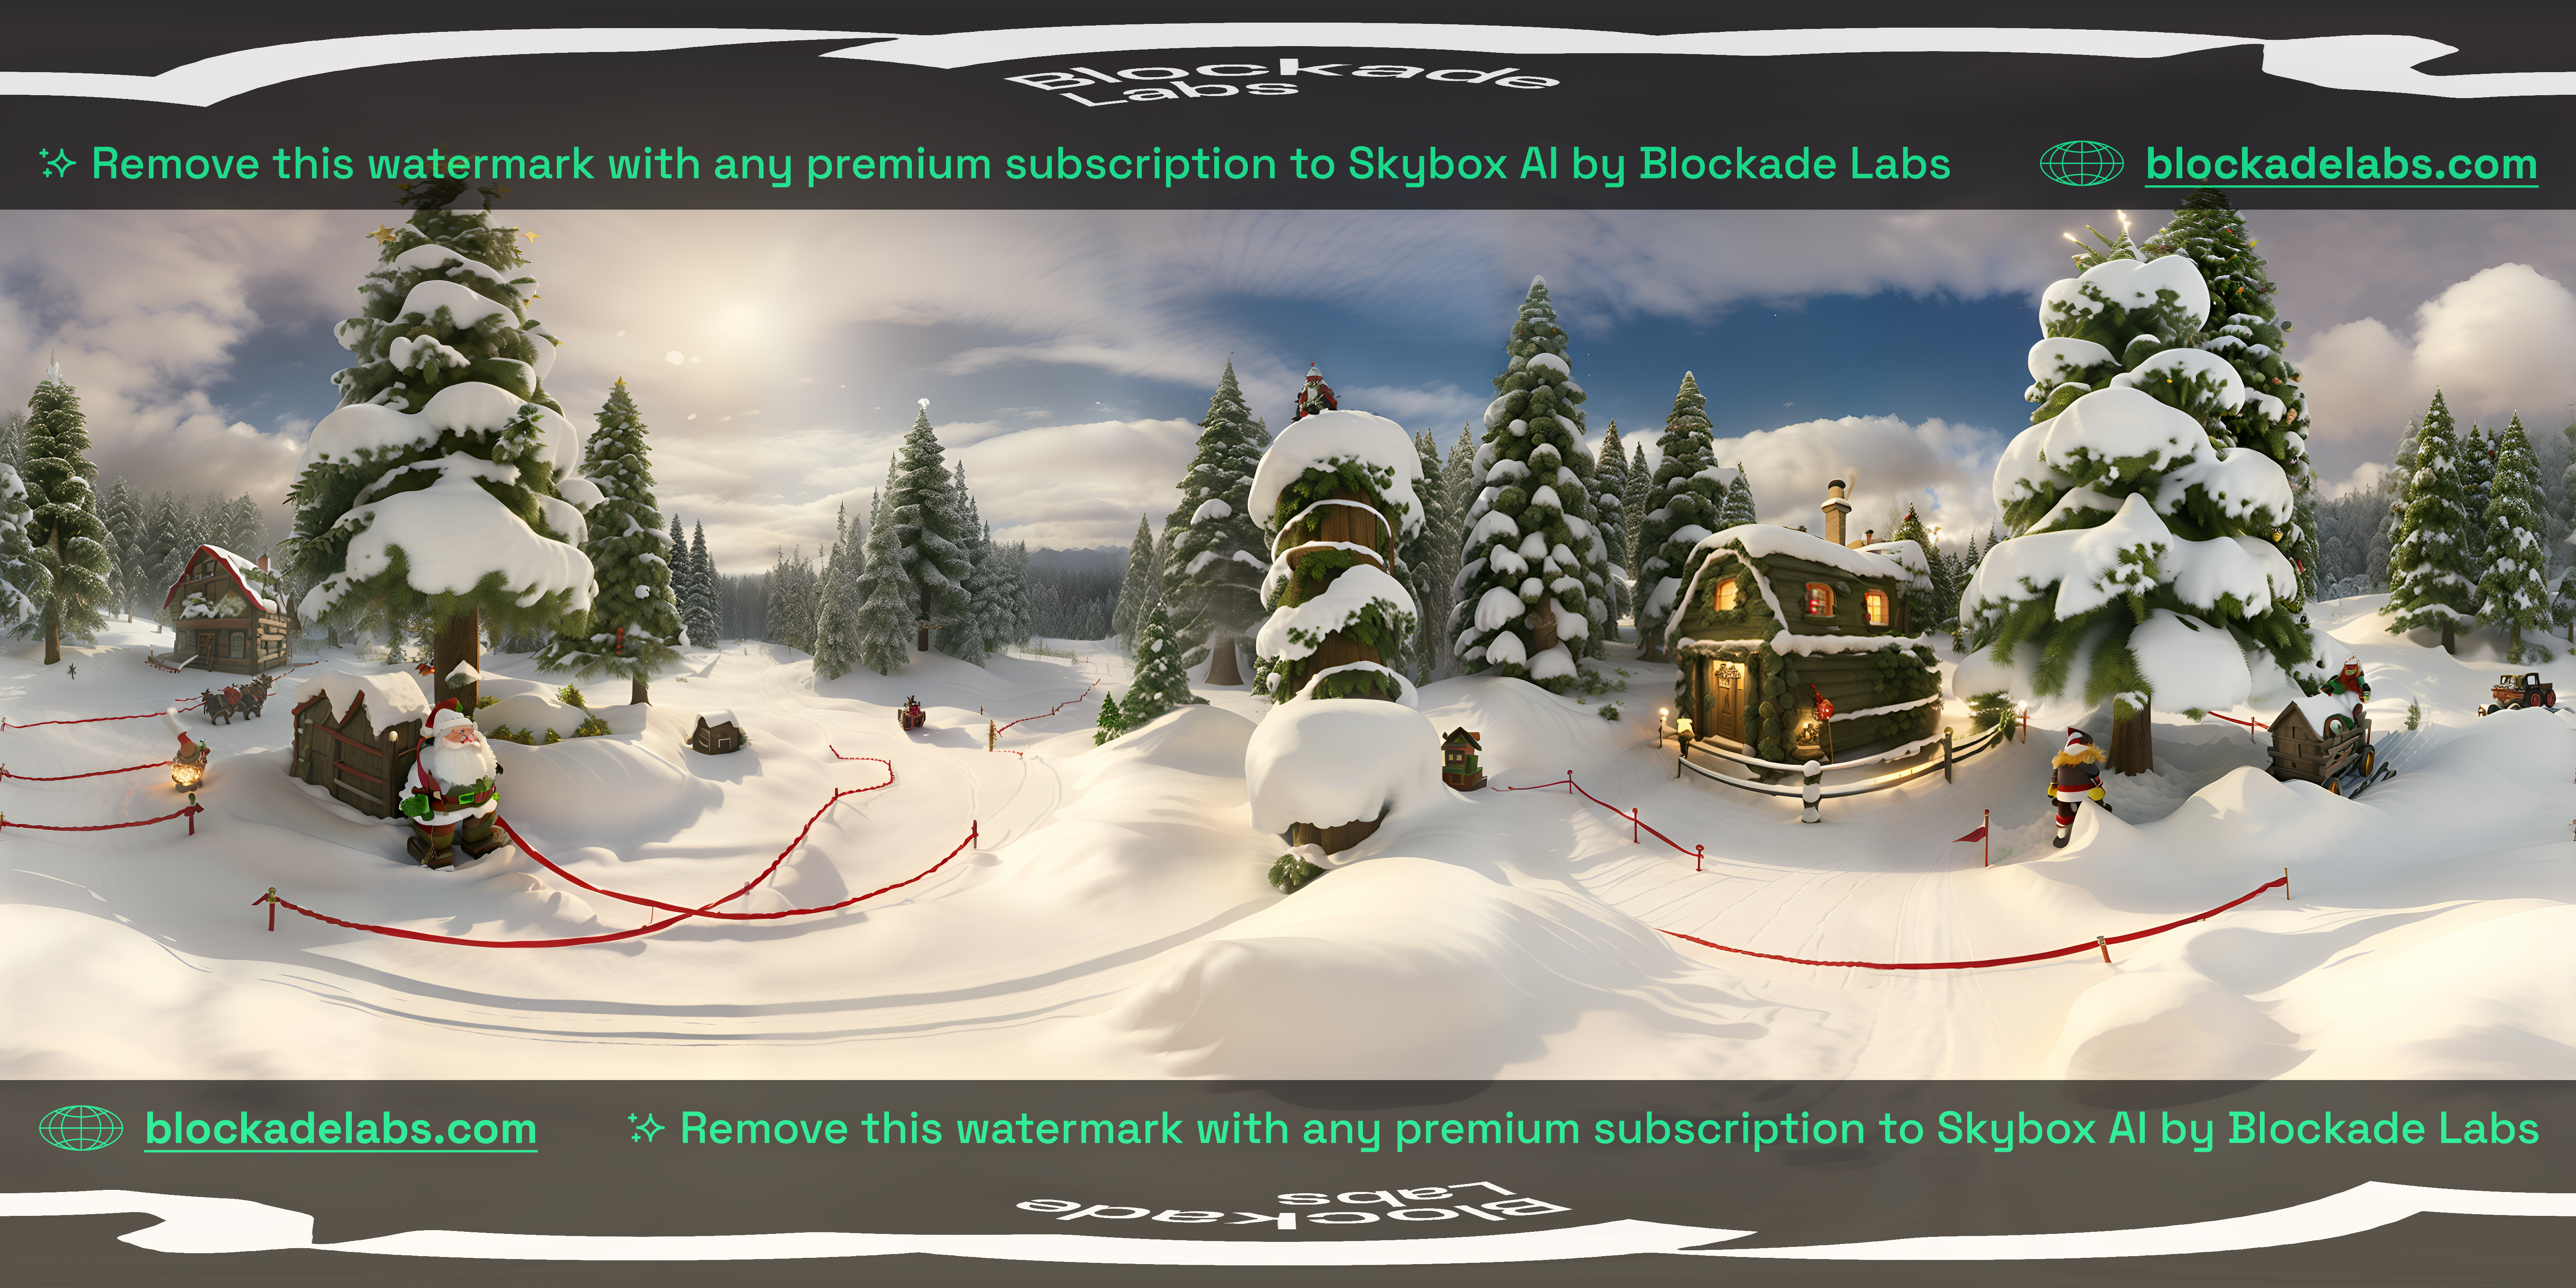 Blockade
Labs
Remove this watermark with any premium subscription to Skybox AI by Blockade Labs
blockadelabs.com
blockadelabs.com
Remove this watermark with any premium subscription to Skybox AI by Blockade Labs
Labs
Blockade